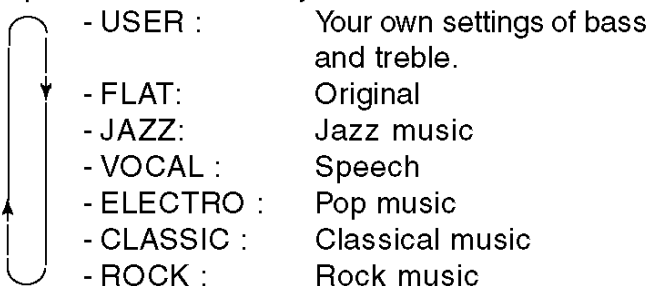 - USER : Your own settings of bass
and treble.
- FLAT: Original
- JAZZ: Jazz music
- VOCAL : Speech
- ELECTRO : Pop music
- CLASSIC : Classical music
- ROCK : Rock music